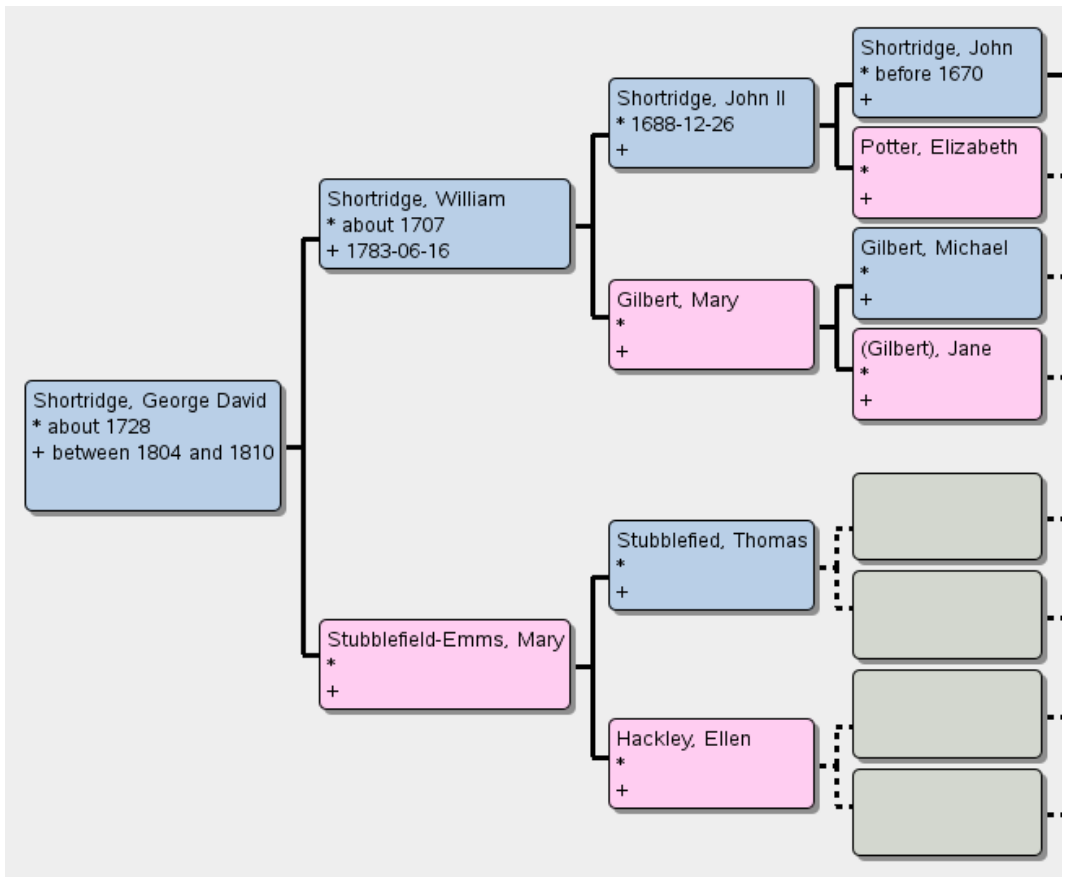 Shortridge, George David
* about 1728
+ between 1804 and 1810
Shortridge, William
* about 1707
+ 1783-06-16
Stubblefield-Emms, Mary
*
+
Shortridge, John II
* 1688-12-26
+
Gilbert, Mary
*
+
Stubblefied, Thomas
*
+
Hackley, Ellen
*
+
Shortridge, John
* before 1670
+
Potter, Elizabeth
*
+
Gilbert, Michael
*
+
(Gilbert), Jane
*
+